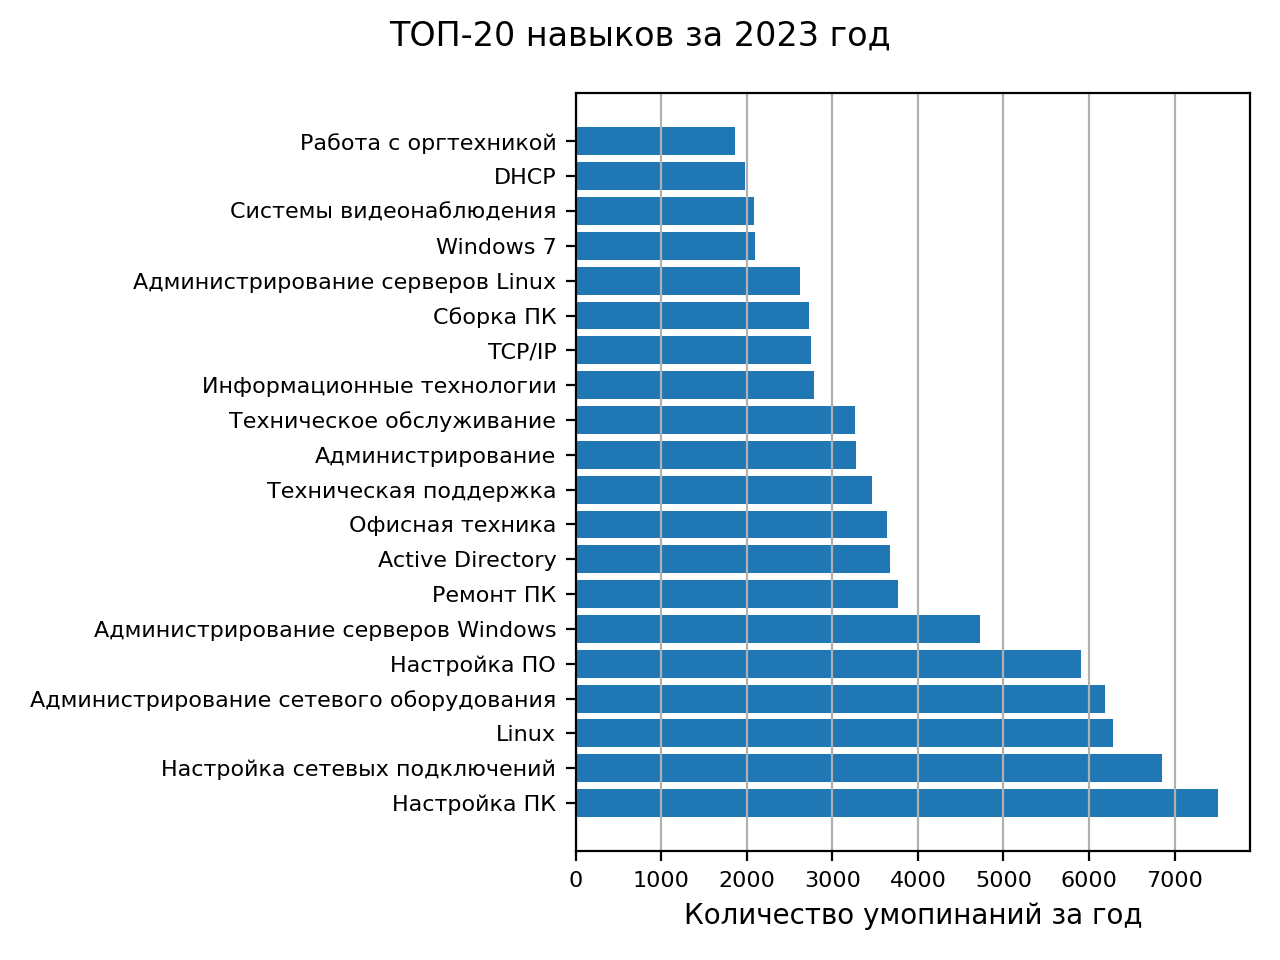 ТОП-20 навыков за 2023 год
Работа с оргтехникой
DHCP
Системы видеонаблюдения
Windows 7
Администрирование серверов Linux
Сборка ПК
TCP/IP
Информационные технологии
Техническое обслуживание
Администрирование
Техническая поддержка
Офисная техника
Active Directory
Ремонт ПК
Администрирование серверов Windows
Настройка ПО
Администрирование сетевого оборудования
Linux
Настройка сетевых подключений
Настройка ПК
0 1000 2000 3000 4000 5000 6000 7000
Количество умопинаний за год